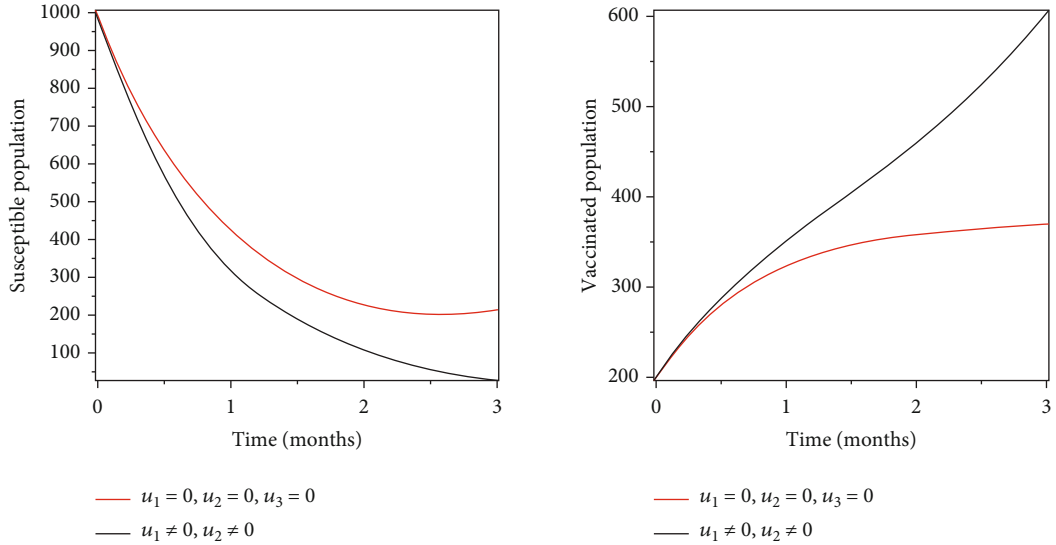 1000
900
800
700
600
500
400
300
200
100
0
1
2
3
Susceptible population
Time (months)
u₁ = 0, u₂ = 0, u₃ = 0
u₁ ≠ 0, u₂ ≠ 0
600
500
400
300
200
0
1
2
3
Vaccinated population
Time (months)
u₁ = 0, u₂ = 0, u₃ = 0
u₁ ≠ 0, u₂ ≠ 0